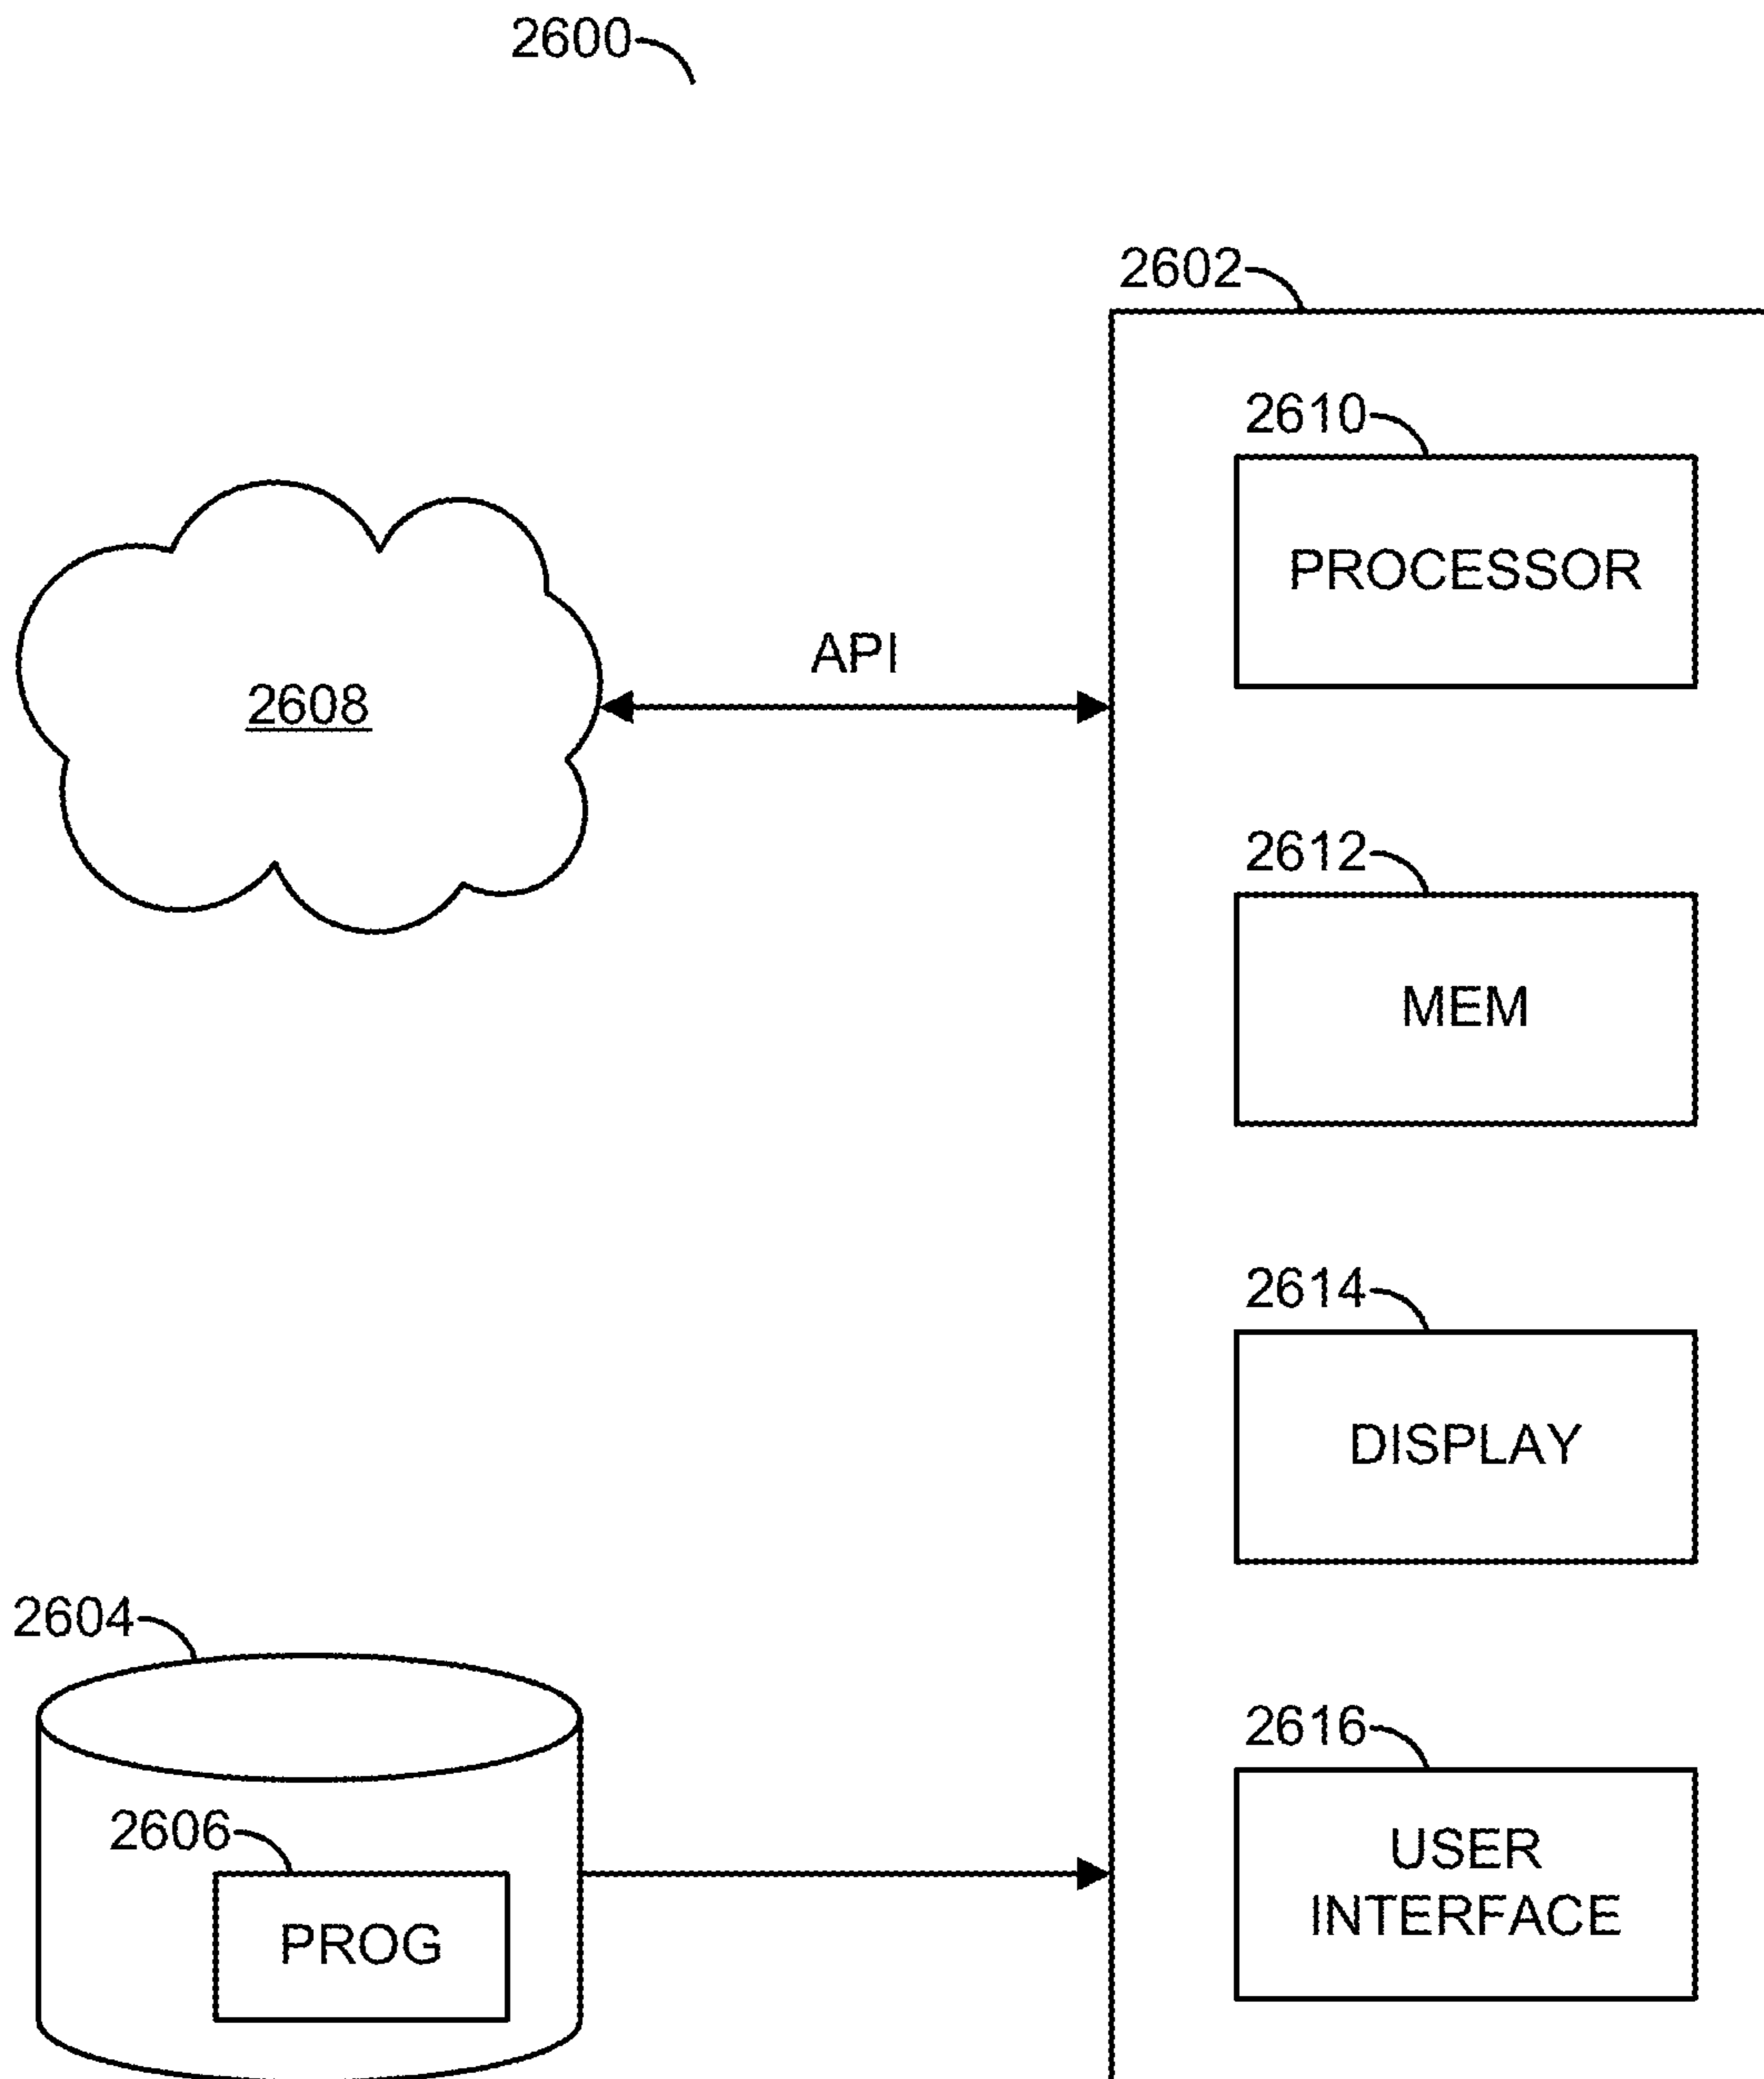 2600
2602
2610
PROCESSOR
API
2608
2612
MEM
2614
DISPLAY
2604
2616
2606
USER
INTERFACE
PROG